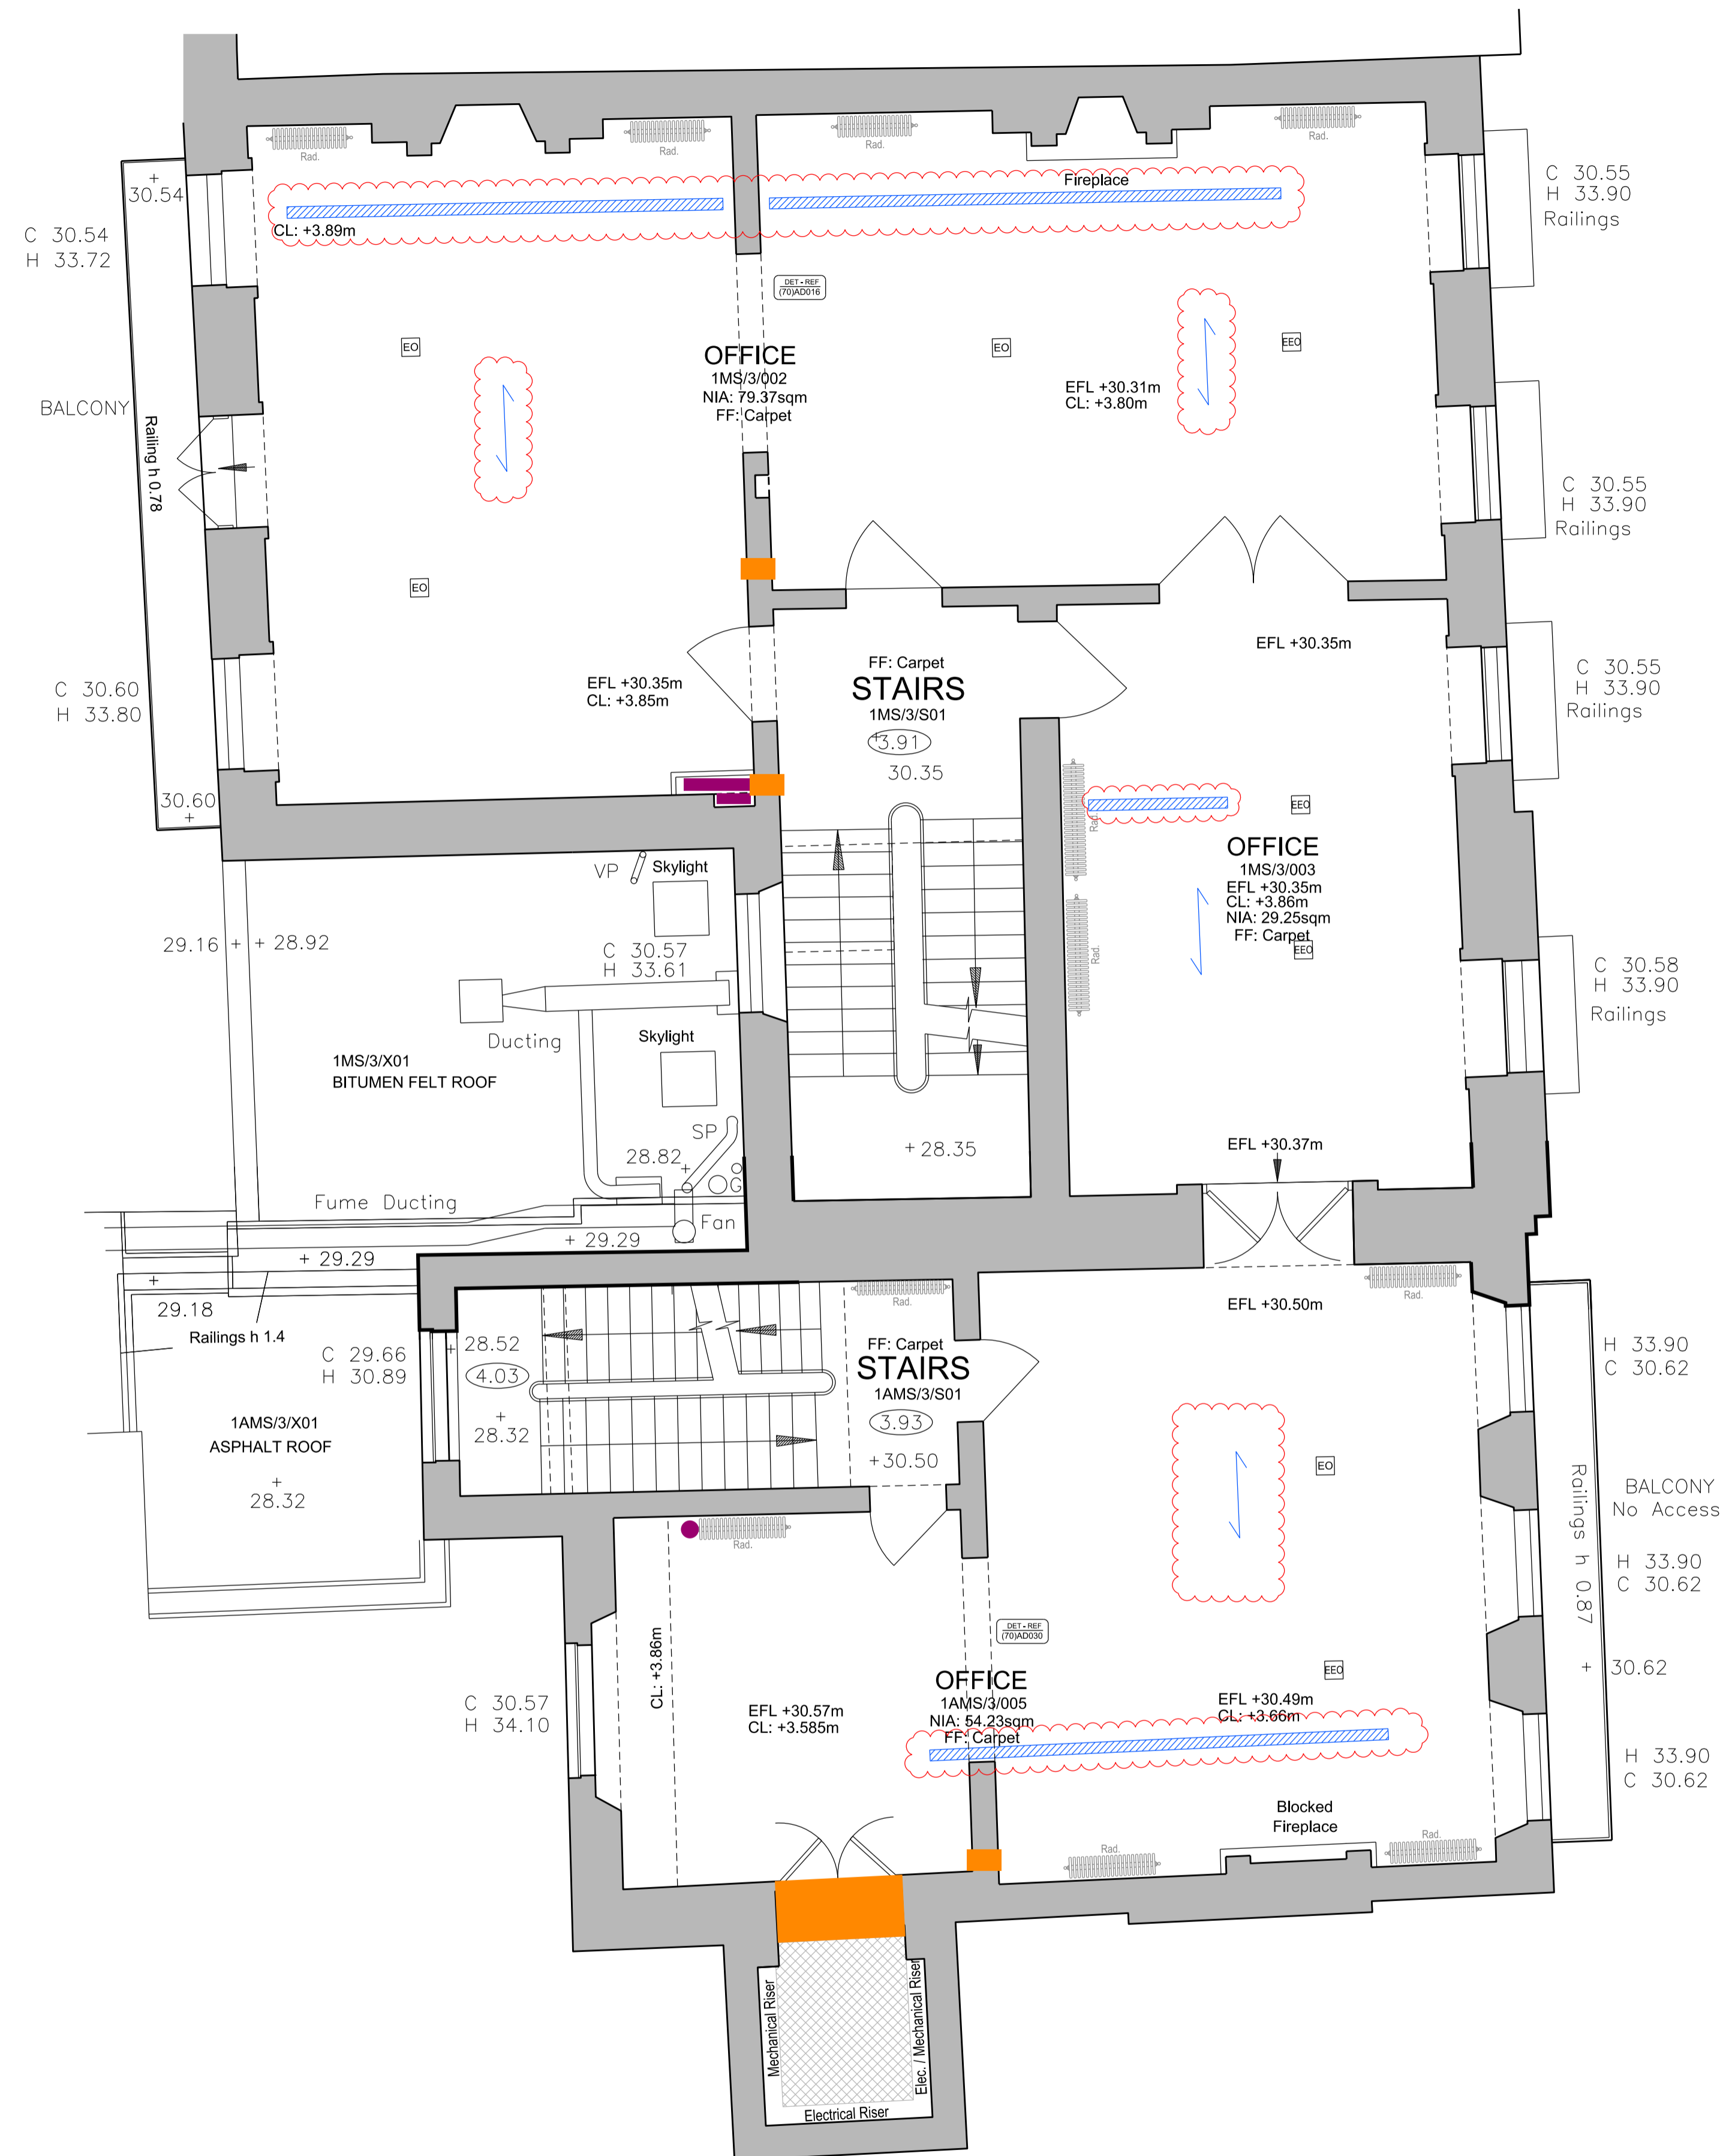 Rad.
Rad.
Rad.
Rad.
+
30.54
C 30.54
H 33.72
CL: +3.89m
Fireplace
C 30.55
H 33.90
Railings
DET - REF
(70)AD016
EO
EO
EEO
OFFICE
1MS/3/002
NIA: 79.37sqm
FF: Carpet
EFL +30.31m
CL: +3.80m
BALCONY
Railing h 0.78
C 30.55
H 33.90
Railings
EO
EFL +30.35m
CL: +3.85m
FF: Carpet
STAIRS
1MS/3/S01
+
3.91
30.35
EFL +30.35m
C 30.55
H 33.90
Railings
C 30.60
H 33.80
30.60
+
Rad.
Rad.
EEO
OFFICE
1MS/3/003
EFL +30.35m
CL: +3.86m
NIA: 29.25sqm
FF: Carpet
EEO
VP
Skylight
29.16 + + 28.92
C 30.57
H 33.61
C 30.58
H 33.90
Railings
Ducting
Skylight
1MS/3/X01
BITUMEN FELT ROOF
SP
28.82
+
G
+ 28.35
EFL +30.37m
Fume Ducting
Fan
+ 29.29
+ 29.29
+
29.18
Railings h 1.4
Rad.
Rad.
EFL +30.50m
C 29.66
H 30.89
+ 28.52
4.03
+
28.32
FF: Carpet
STAIRS
1AMS/3/S01
3.93
+30.50
H 33.90
C 30.62
1AMS/3/X01
ASPHALT ROOF
+
28.32
EO
Railings h 0.87
BALCONY
No Access
H 33.90
C 30.62
Rad.
CL: +3.86m
DET - REF
(70)AD030
EEO
+ 30.62
C 30.57
H 34.10
EFL +30.57m
CL: +3.585m
OFFICE
1AMS/3/005
NIA: 54.23sqm
FF: Carpet
EFL +30.49m
CL: +3.66m
H 33.90
C 30.62
Blocked
Fireplace
Rad.
Rad.
Mechanical Riser
Elec. / Mechanical Riser
Electrical Riser